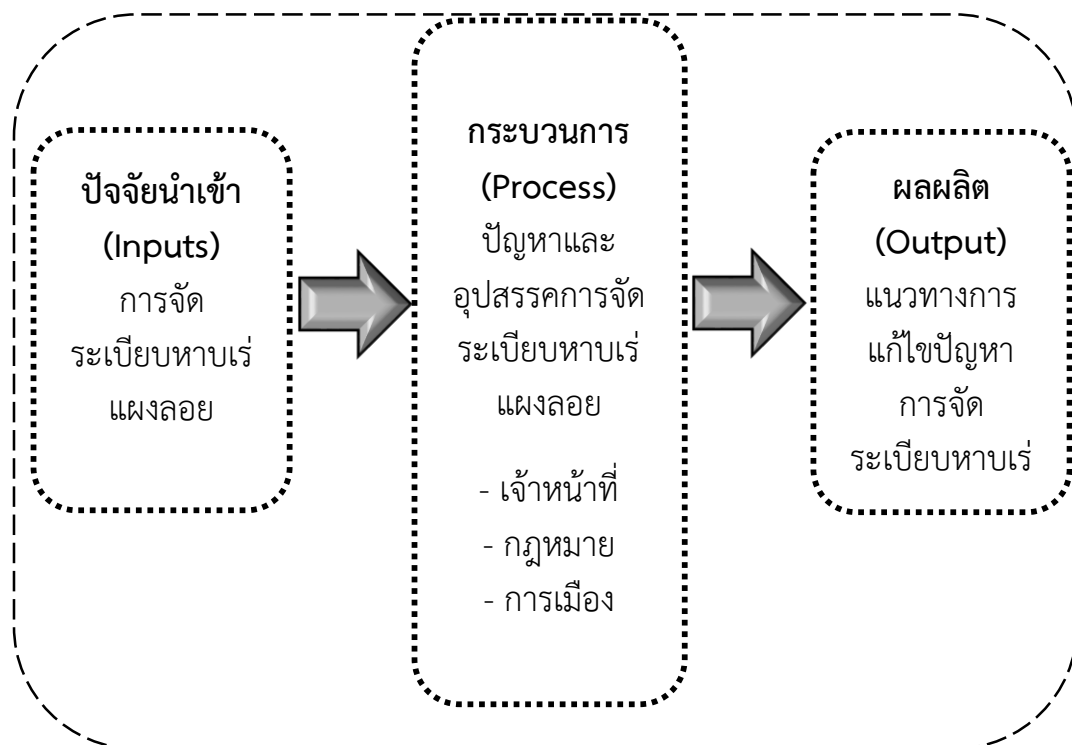 ปัจจัยนำเข้า
(Inputs)
การจัด
ระเบียบหาบเร่
แผงลอย
กระบวนการ
(Process)
ปัญหาและ
อุปสรรคการจัด
ระเบียบหาบเร่
แผงลอย
- เจ้าหน้าที่
- กฎหมาย
- การเมือง
ผลผลิต
(Output)
แนวทางการ
แก้ไขปัญหา
การจัด
ระเบียบหาบเร่